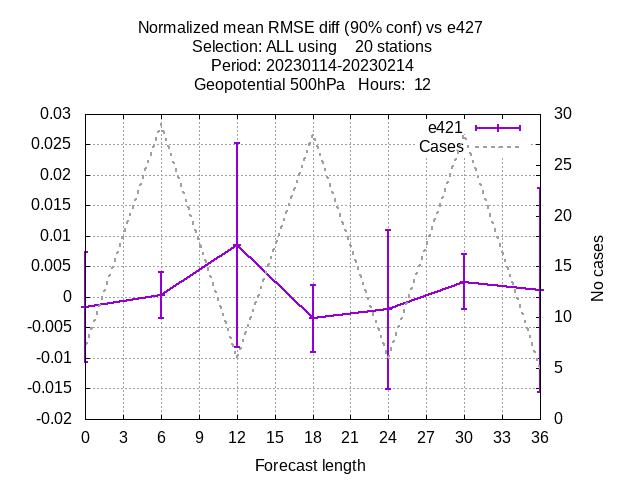 Normalized mean RMSE diff (90% conf) vs e427
Selection: ALL using    20 stations
Period: 20230114-20230214
Geopotential 500hPa   Hours:  12
0.03
0.025
0.02
0.015
0.01
0.005
0
-0.005
-0.01
-0.015
-0.02
e421
Cases
30
25
20
15
10
5
0
No cases
0 3 6 9 12 15 18 21 24 27 30 33 36
Forecast length